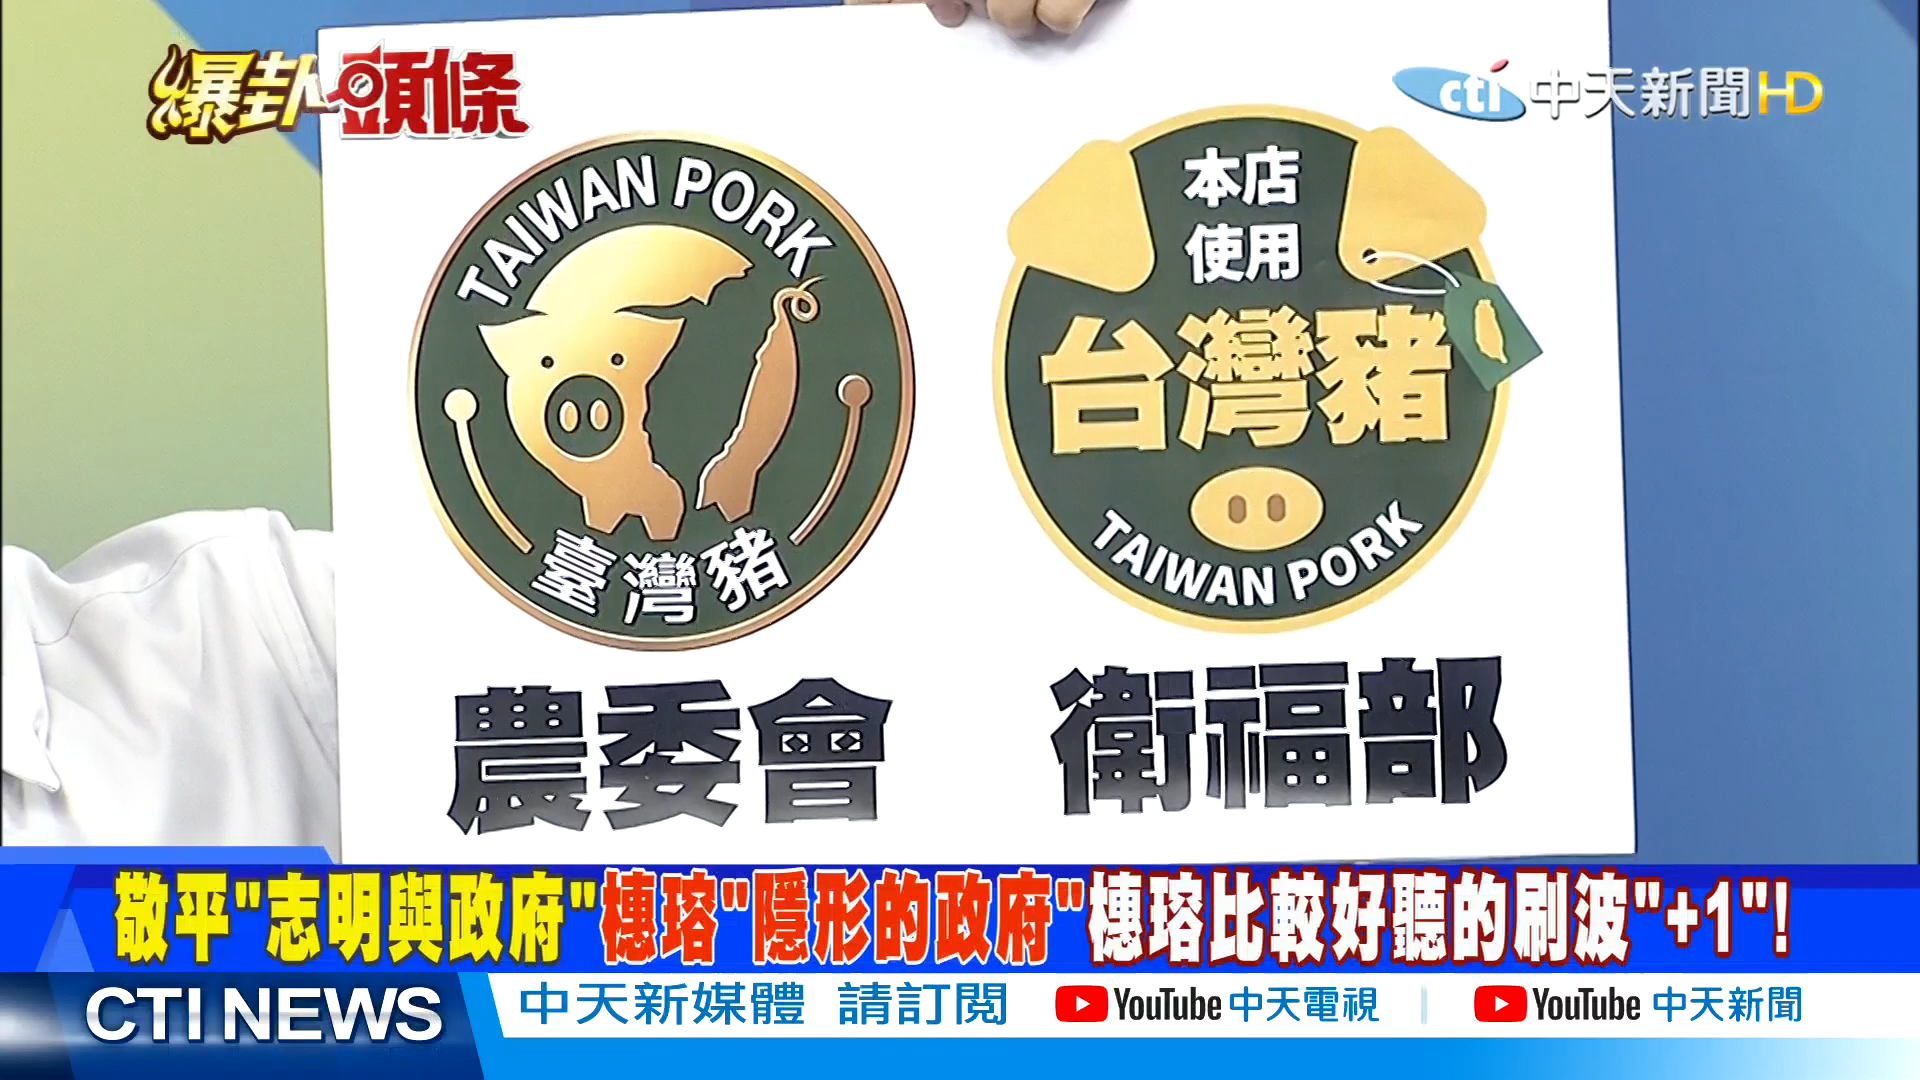 爆卦頭條
cti 中天新聞HD
TAIWAN PORK
臺灣豬
農委會
本店
使用
台灣豬
TAIWAN PORK
衛福部
敬平"志明與政府"橞瑢"隱形的政府"橞瑢比較好聽的刷波"+1"!
CTI NEWS
中天新媒體 請訂閱 YouTube 中天電視 | YouTube 中天新聞